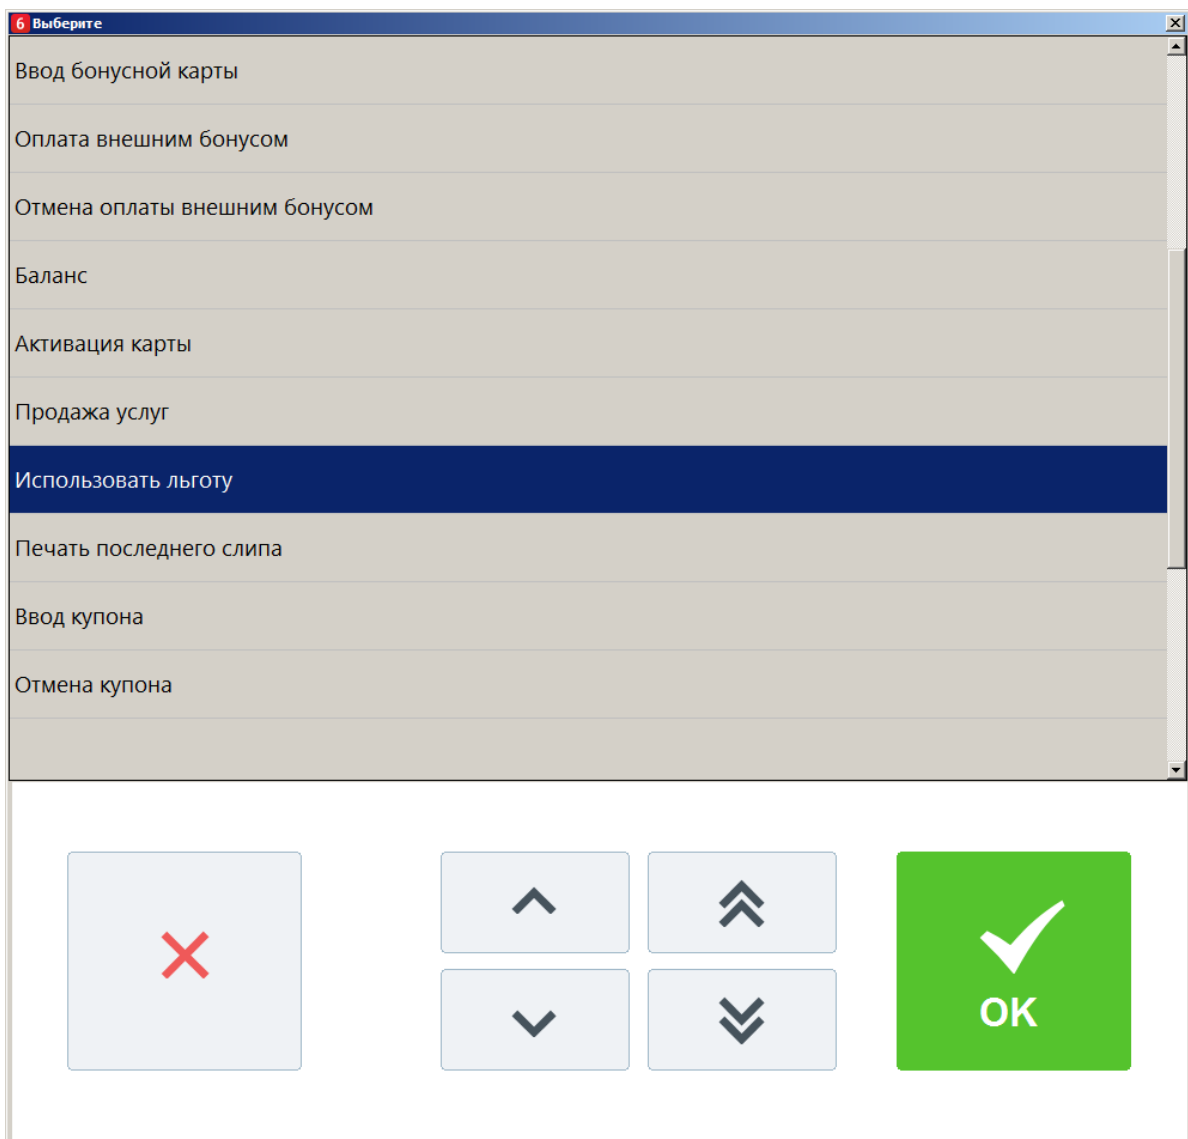 6 Выберите
Ввод бонусной карты
Оплата внешним бонусом
Отмена оплаты внешним бонусом
Баланс
Активация карты
Продажа услуг
Использовать льготу
Печать последнего слипа
Ввод купона
Отмена купона
OK